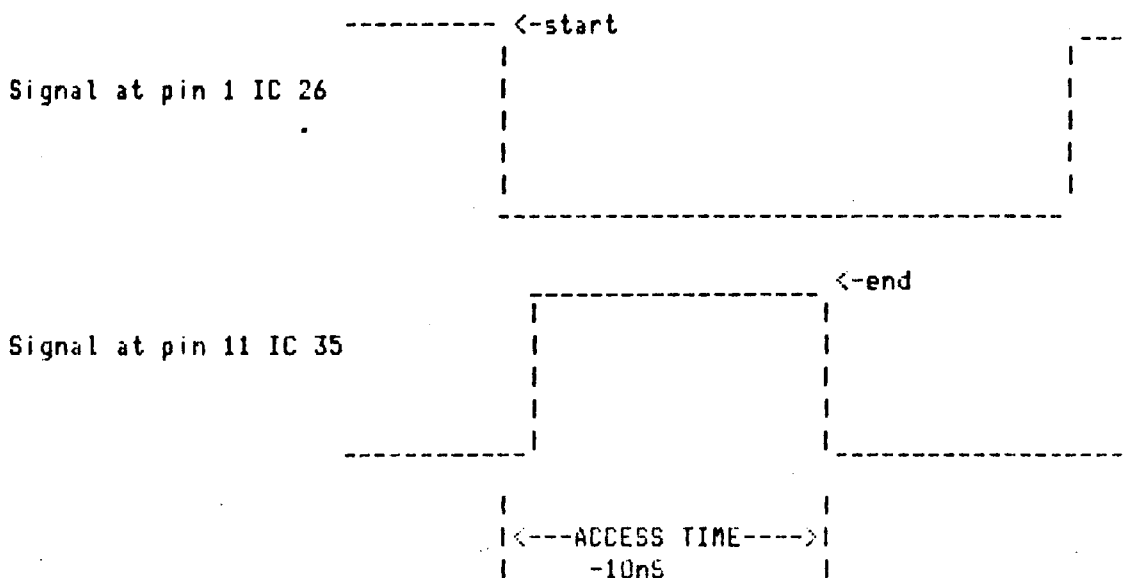 <-start
Signal at pin 1 IC 26
<-end
Signal at pin 11 IC 35
|<---ACCESS TIME---->|
-10nS